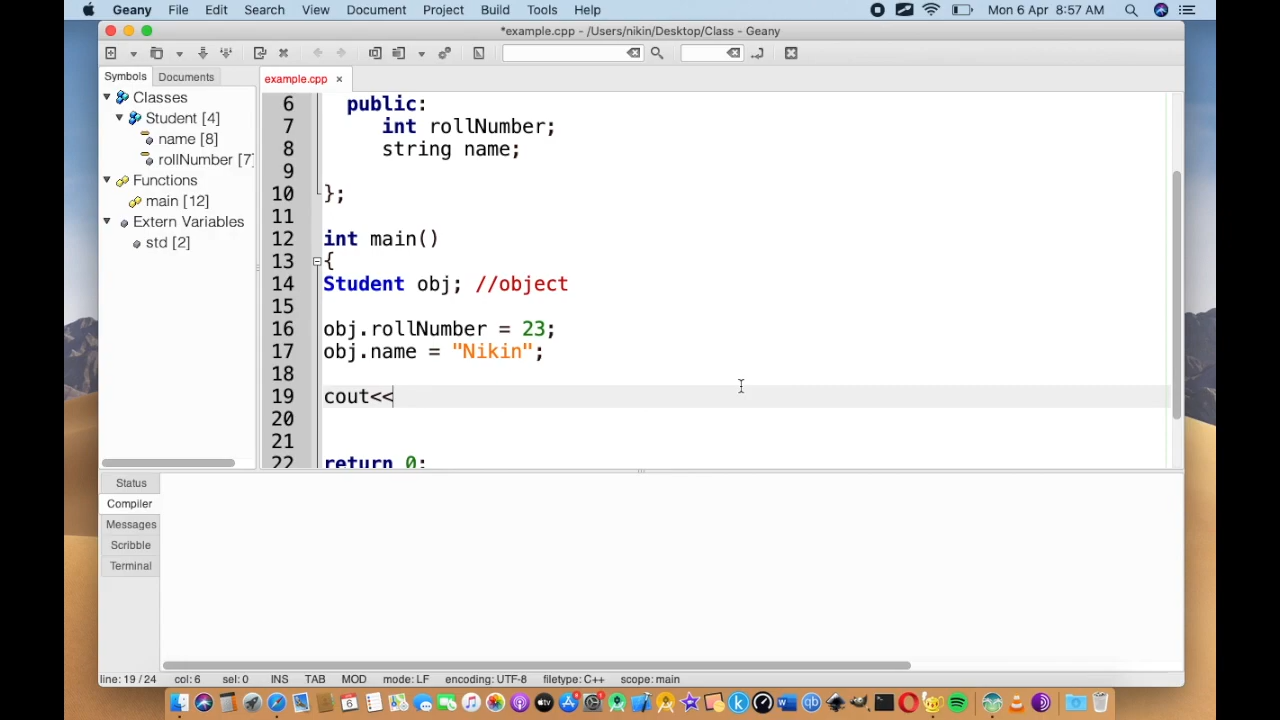 Geany File Edit Search View Document Project Build Tools Help Mon 6 Apr 8:57 AM
*example.cpp - /Users/nikin/Desktop/Class - Geany
Symbols Documents
example.cpp
Classes
Student [4]
name [8]
rollNumber [7]
Functions
main [12]
Extern Variables
std [2]
6 public:
7 int rollNumber;
8 string name;
9
10 };
11
12 int main()
13 {
14 Student obj; //object
15
16 obj.rollNumber = 23;
17 obj.name = "Nikin";
18
19 cout<<
20
21
22 return 0;
Status
Compiler
Messages
Scribble
Terminal
line: 19 / 24 col: 6 sel: 0 INS TAB MOD mode: LF encoding: UTF-8 filetype: C++ scope: main